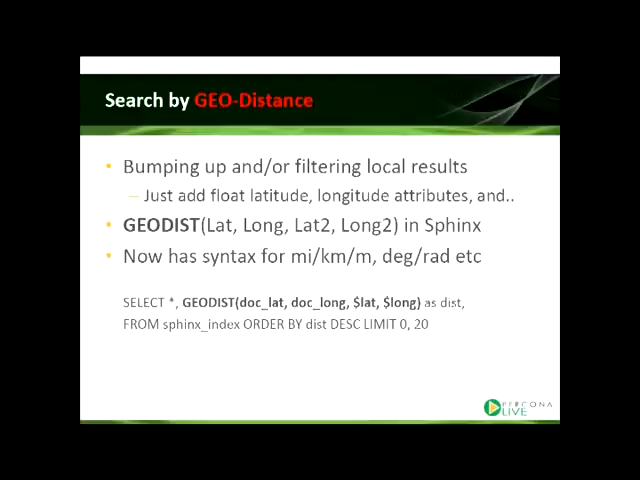 Search by GEO-Distance
• Bumping up and/or filtering local results
– Just add float latitude, longitude attributes, and..
• GEODIST(Lat, Long, Lat2, Long2) in Sphinx
• Now has syntax for mi/km/m, deg/rad etc
SELECT *, GEODIST(doc_lat, doc_long, $lat, $long) as dist,
FROM sphinx_index ORDER BY dist DESC LIMIT 0, 20
PERCONA
LIVE